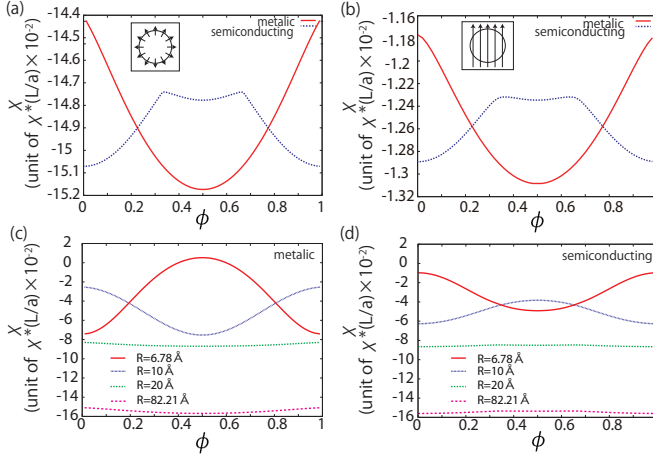 (a)
metalic
semiconducting
χ
(unit of χ*(L/a)×10⁻²)
-14.4
-14.5
-14.6
-14.7
-14.8
-14.9
-15
-15.1
-15.2
0 0.2 0.4 0.6 0.8 1
ϕ
(b)
metalic
semiconducting
χ
(unit of χ*(L/a)×10⁻²)
-1.16
-1.18
-1.20
-1.22
-1.24
-1.26
-1.28
-1.3
-1.32
0 0.2 0.4 0.6 0.8 1
ϕ
(c)
metalic
χ
(unit of χ*(L/a)×10⁻²)
2
0
-2
-4
-6
-8
-10
-12
-14
-16
R=6.78 Å
R=10 Å
R=20 Å
R=82.21 Å
0 0.2 0.4 0.6 0.8 1
ϕ
(d)
semiconducting
χ
(unit of χ*(L/a)×10⁻²)
2
0
-2
-4
-6
-8
-10
-12
-14
-16
R=6.78 Å
R=10 Å
R=20 Å
R=82.21 Å
0 0.2 0.4 0.6 0.8 1
ϕ